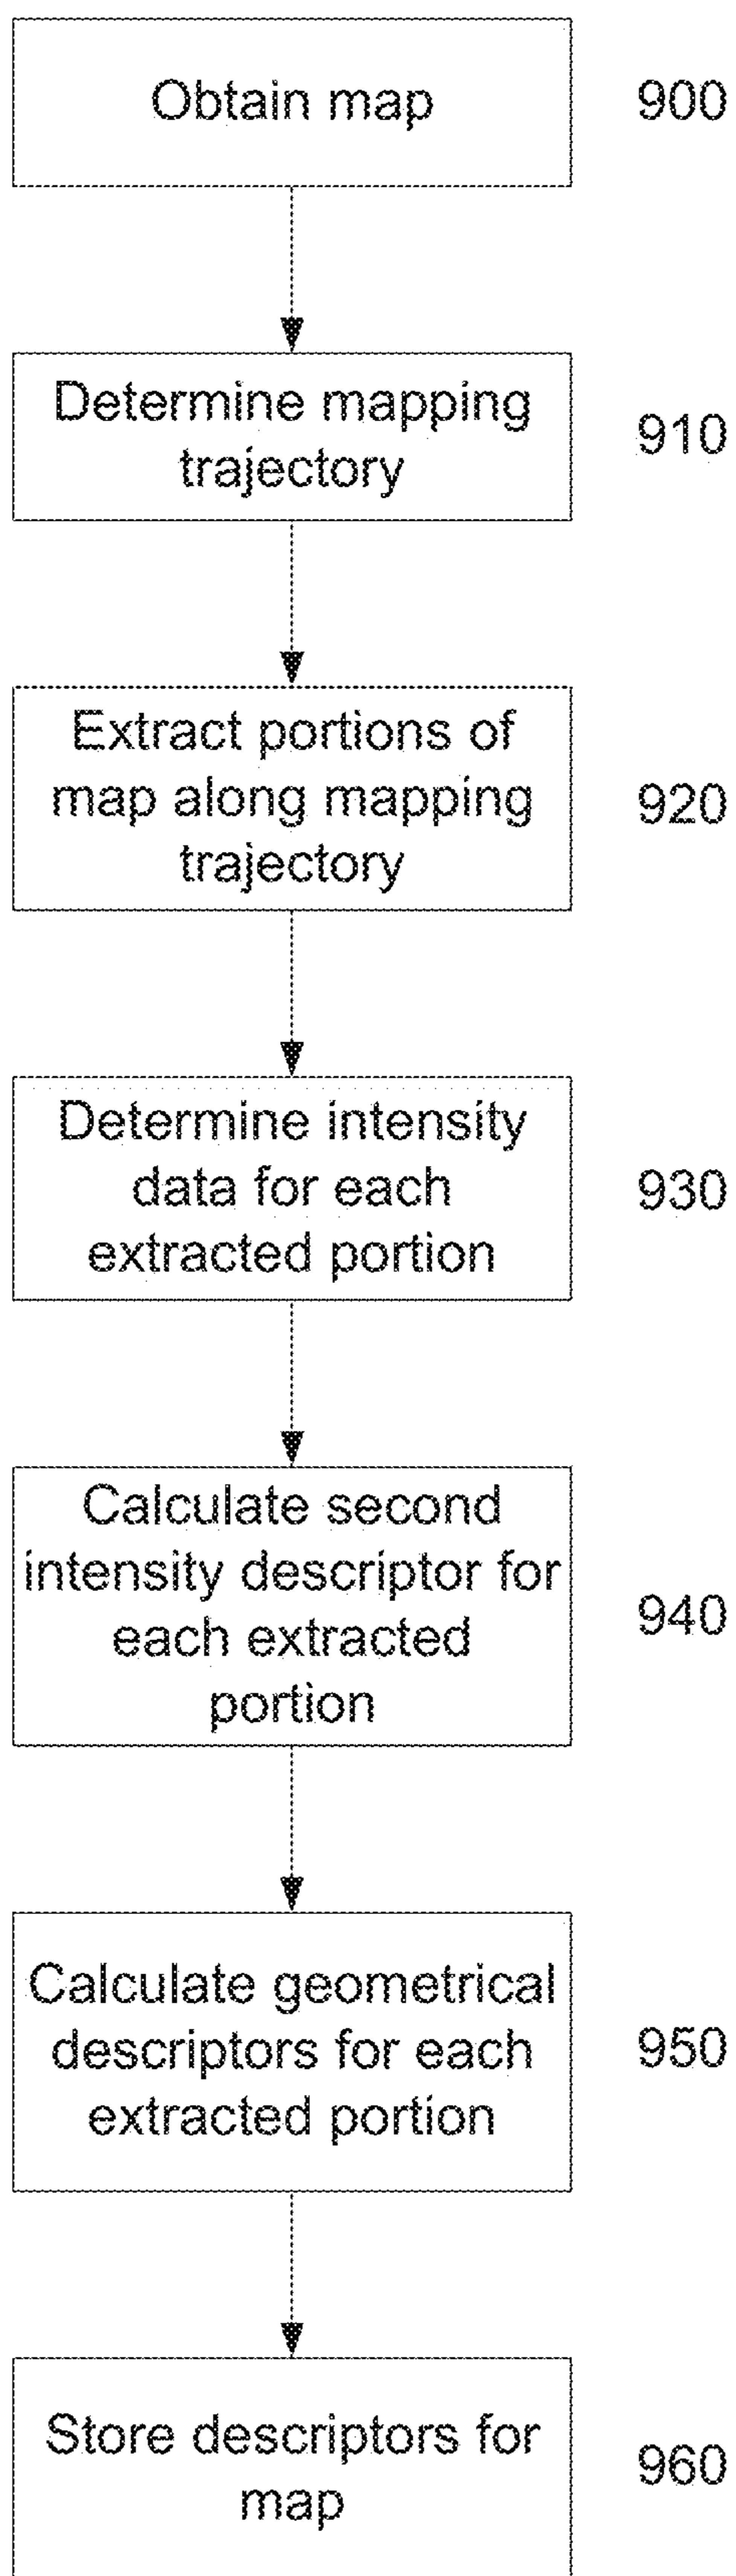 Obtain map
900
Determine mapping
trajectory
910
Extract portions of
map along mapping
trajectory
920
Determine intensity
data for each
extracted portion
930
Calculate second
intensity descriptor for
each extracted
portion
940
Calculate geometrical
descriptors for each
extracted portion
950
Store descriptors for
map
960